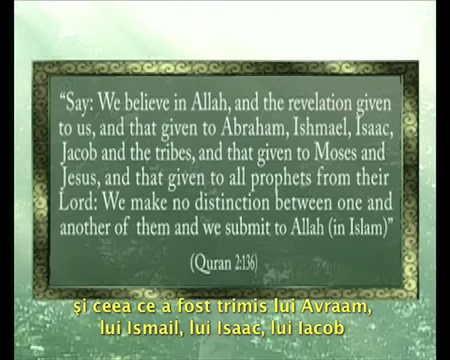 “Say: We believe in Allah, and the revelation given
to us, and that given to Abraham, Ishmael, Isaac,
Jacob and the tribes, and that given to Moses and
Jesus, and that given to all prophets from their
Lord: We make no distinction between one and
another of them and we submit to Allah (in Islam)”
(Quran 2:136)
şi ceea ce a fost trimis lui Avraam,
lui Ismail, lui Isaac, lui Iacob